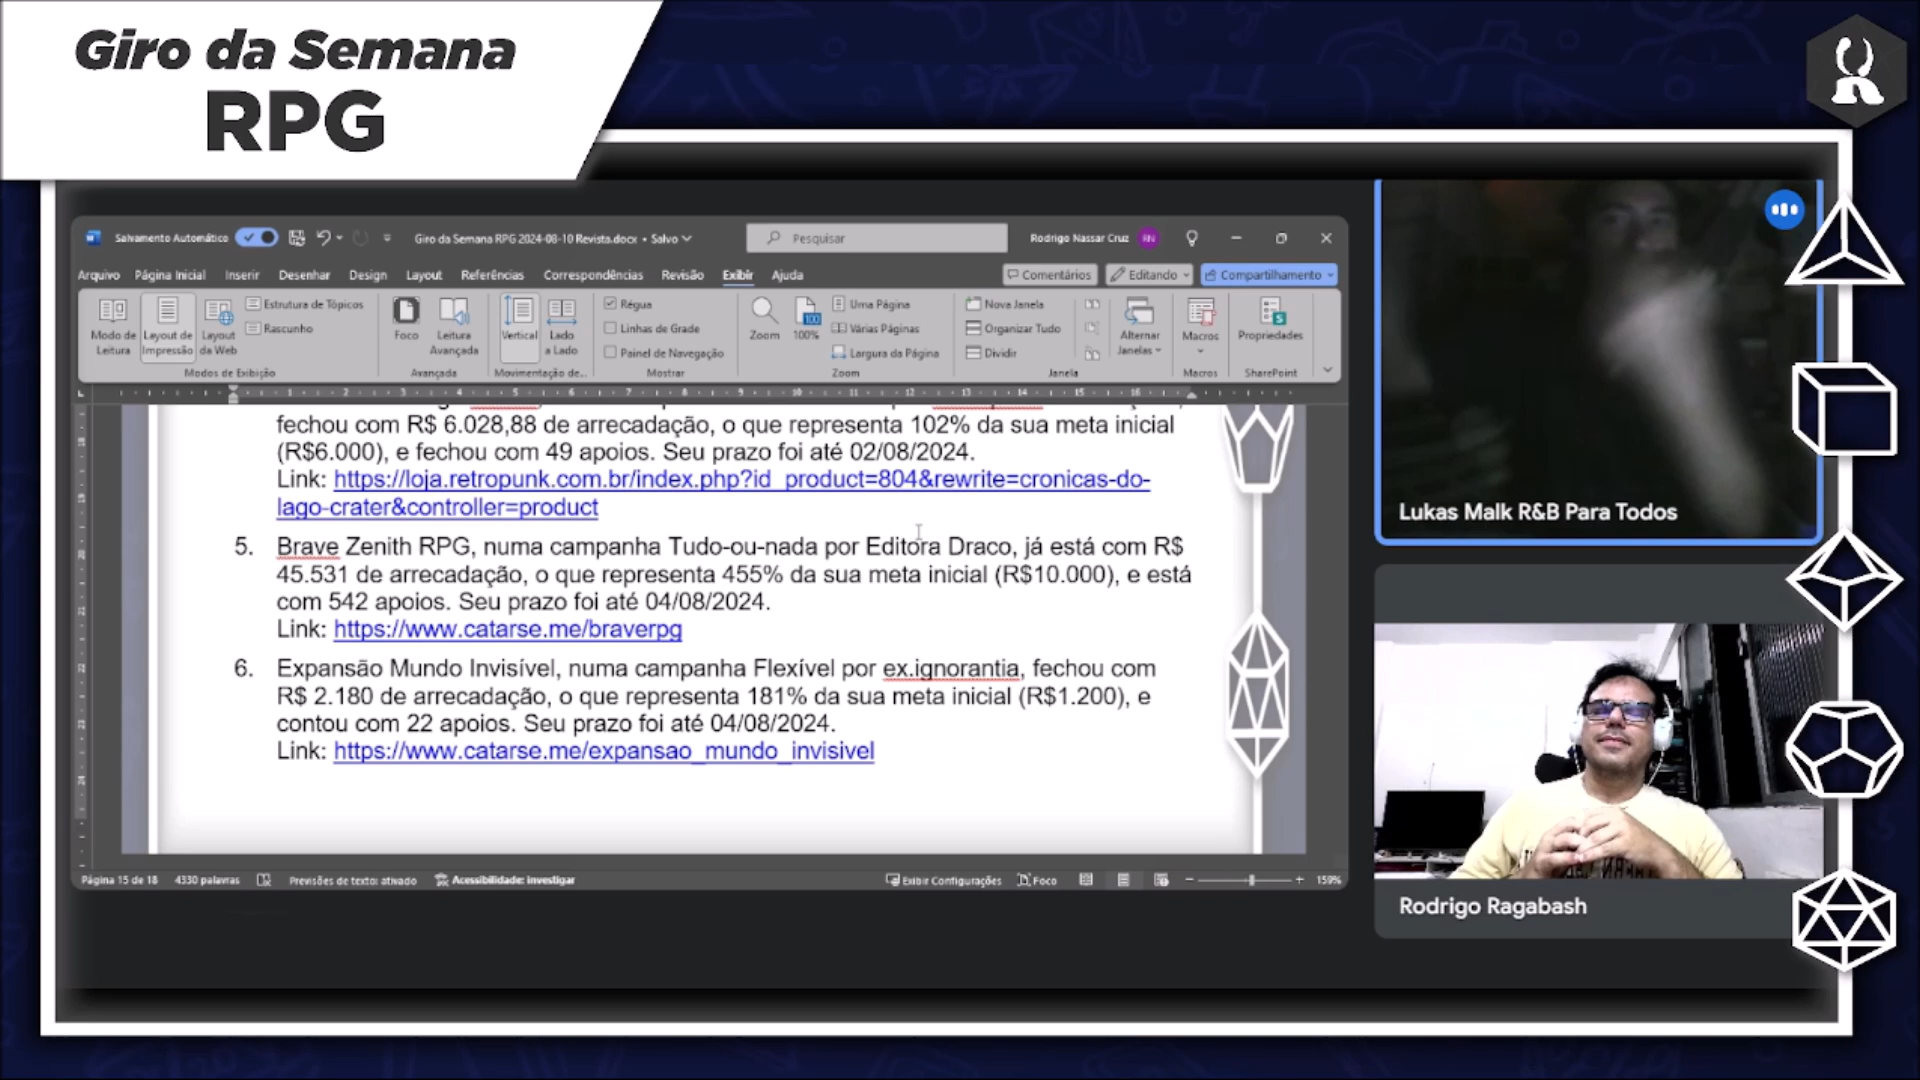 Giro da Semana
RPG
Salvamento Automático
Giro da Semana RPG 2024-08-10 Revista.docx • Salvo
Pesquisar
Rodrigo Nassar Cruz
RN
Arquivo Página Inicial Inserir Desenhar Design Layout Referências Correspondências Revisão Exibir Ajuda
Comentários Editando Compartilhamento
Modo de Leitura
Layout de Impressão
Layout da Web
Estrutura de Tópicos
Rascunho
Modos de Exibição
Foco
Leitura Avançada
Avançada
Vertical
Lado a Lado
Movimentação de...
Régua
Linhas de Grade
Painel de Navegação
Mostrar
Zoom
100%
Uma Página
Várias Páginas
Largura da Página
Zoom
Nova Janela
Organizar Tudo
Dividir
Alternar Janelas
Janela
Macros
Macros
Propriedades
SharePoint
fechou com R$ 6.028,88 de arrecadação, o que representa 102% da sua meta inicial
(R$6.000), e fechou com 49 apoios. Seu prazo foi até 02/08/2024.
Link: https://loja.retropunk.com.br/index.php?id_product=804&rewrite=cronicas-do-
lago-crater&controller=product
5. Brave Zenith RPG, numa campanha Tudo-ou-nada por Editora Draco, já está com R$
45.531 de arrecadação, o que representa 455% da sua meta inicial (R$10.000), e está
com 542 apoios. Seu prazo foi até 04/08/2024.
Link: https://www.catarse.me/braverpg
6. Expansão Mundo Invisível, numa campanha Flexível por ex.ignorantia, fechou com
R$ 2.180 de arrecadação, o que representa 181% da sua meta inicial (R$1.200), e
contou com 22 apoios. Seu prazo foi até 04/08/2024.
Link: https://www.catarse.me/expansao_mundo_invisivel
Página 15 de 18 4330 palavras Previsões de texto: ativado Acessibilidade: investigar
Exibir Configurações Foco 159%
Lukas Malk R&B Para Todos
Rodrigo Ragabash